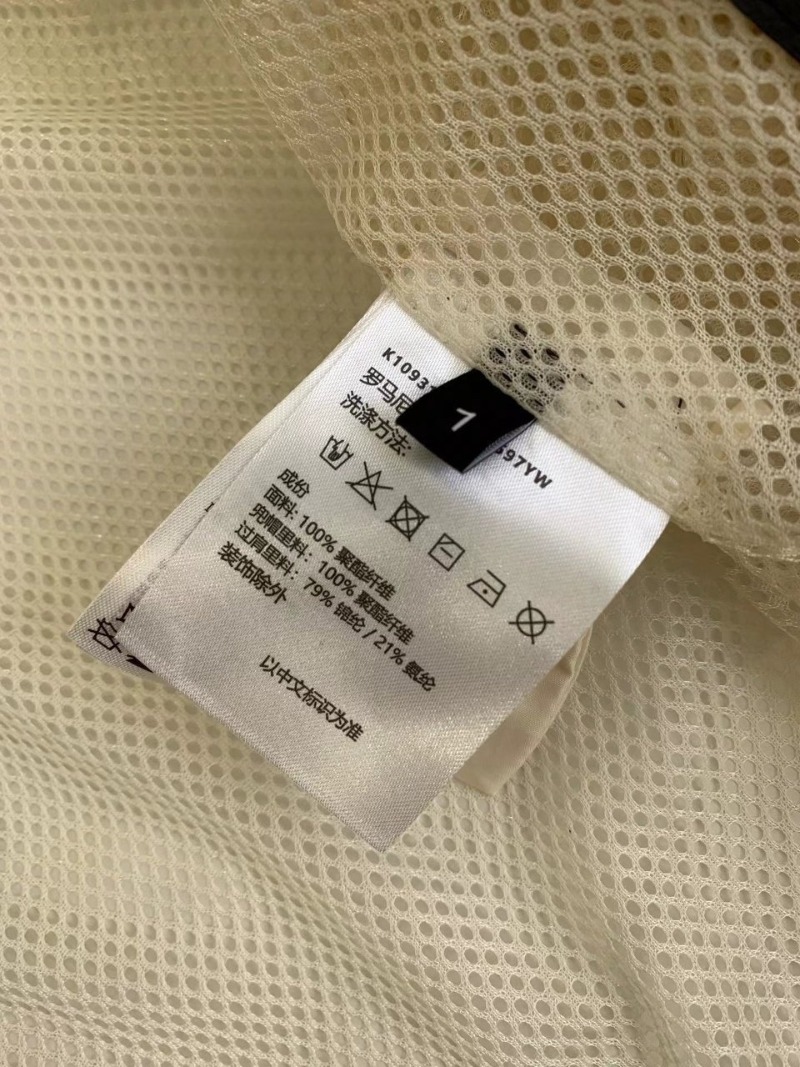 K1093
1
597YW
罗马尼
洗涤方法:
成份
面料: 100% 聚酯纤维
兜帽里料: 100% 聚酯纤维
过肩里料: 79% 锦纶 / 21% 氨纶
装饰除外
以中文标识为准